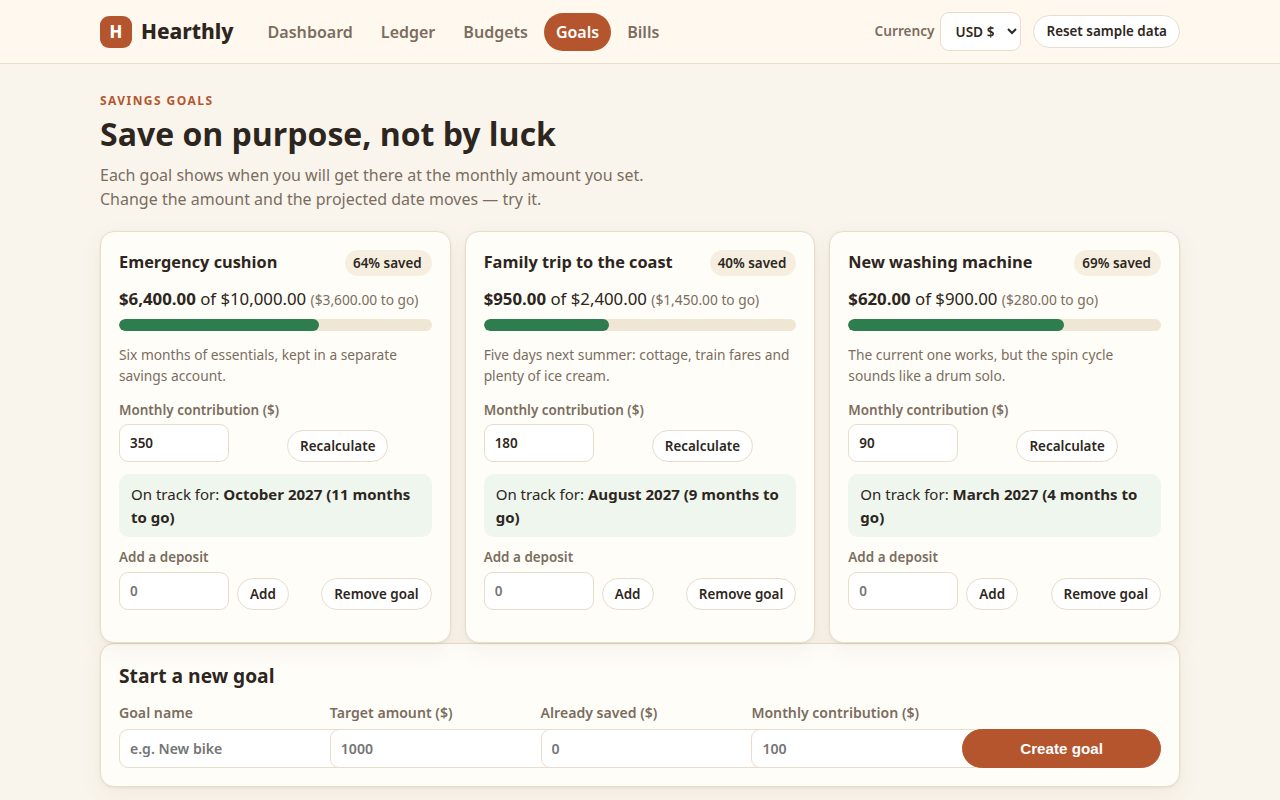 H Hearthly Dashboard Ledger Budgets Goals Bills Currency USD $ Reset sample data
SAVINGS GOALS
Save on purpose, not by luck
Each goal shows when you will get there at the monthly amount you set.
Change the amount and the projected date moves — try it.
Emergency cushion 64% saved
$6,400.00 of $10,000.00 ($3,600.00 to go)
Six months of essentials, kept in a separate
savings account.
Monthly contribution ($)
350 Recalculate
On track for: October 2027 (11 months
to go)
Add a deposit
0 Add Remove goal
Family trip to the coast 40% saved
$950.00 of $2,400.00 ($1,450.00 to go)
Five days next summer: cottage, train fares and
plenty of ice cream.
Monthly contribution ($)
180 Recalculate
On track for: August 2027 (9 months to
go)
Add a deposit
0 Add Remove goal
New washing machine 69% saved
$620.00 of $900.00 ($280.00 to go)
The current one works, but the spin cycle
sounds like a drum solo.
Monthly contribution ($)
90 Recalculate
On track for: March 2027 (4 months to
go)
Add a deposit
0 Add Remove goal
Start a new goal
Goal name Target amount ($) Already saved ($) Monthly contribution ($)
e.g. New bike 1000 0 100 Create goal